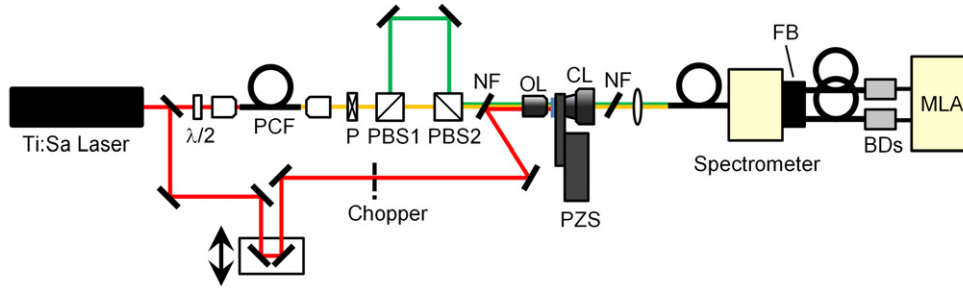 Ti:Sa Laser
λ/2
PCF
P
PBS1
PBS2
NF
OL
CL
NF
PZS
Chopper
Spectrometer
FB
BDs
MLA